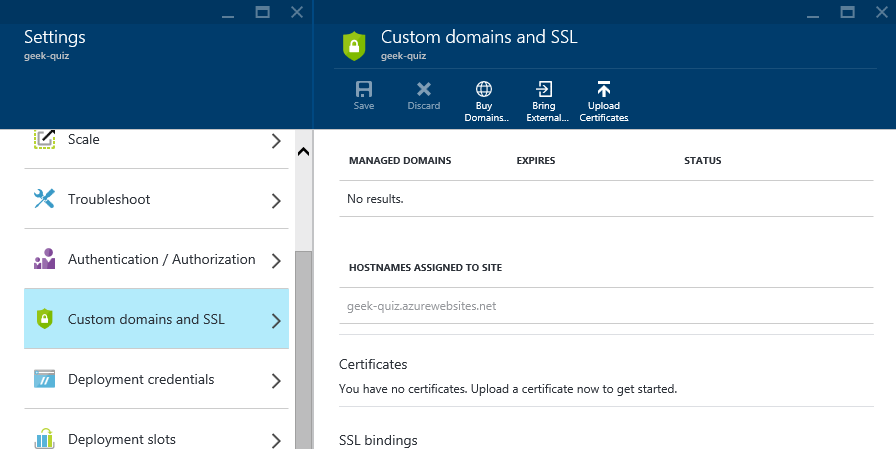 Settings
geek-quiz
Scale
Troubleshoot
Authentication / Authorization
Custom domains and SSL
Deployment credentials
Deployment slots
Custom domains and SSL
geek-quiz
Save
Discard
Buy
Domains..
Bring
External...
Upload
Certificates
MANAGED DOMAINS EXPIRES STATUS
No results.
HOSTNAMES ASSIGNED TO SITE
geek-quiz.azurewebsites.net
Certificates
You have no certificates. Upload a certificate now to get started.
SSL bindings